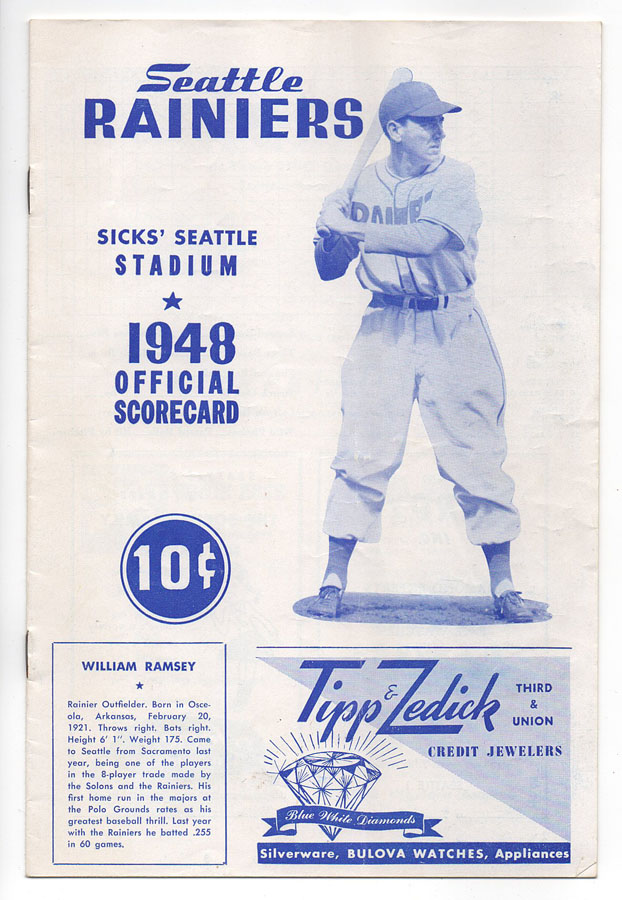 Seattle
RAINIERS
SICKS' SEATTLE
STADIUM
1948
OFFICIAL
SCORECARD
10¢
WILLIAM RAMSEY
Rainier Outfielder. Born in Osce-
ola, Arkansas, February 20,
1921. Throws right. Bats right.
Height 6' 1". Weight 175. Came
to Seattle from Sacramento last
year, being one of the players
in the 8-player trade made by
the Solons and the Rainiers. His
first home run in the majors at
the Polo Grounds rates as his
greatest baseball thrill. Last year
with the Rainiers he batted .255
in 60 games.
Tipp & Zedick
THIRD
&
UNION
CREDIT JEWELERS
Blue White Diamonds
Silverware, BULOVA WATCHES, Appliances